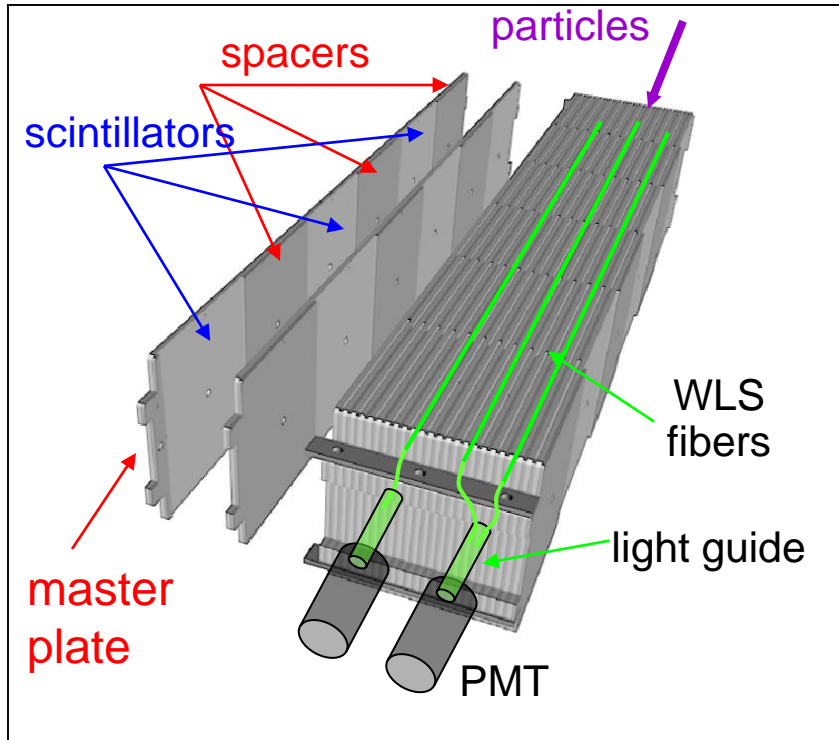 particles
spacers
scintillators
WLS
fibers
light guide
master
plate
PMT